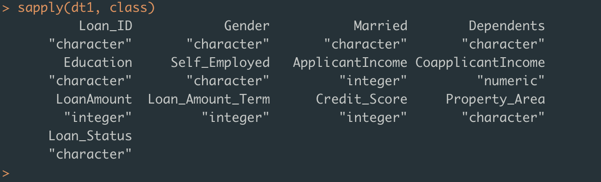 > sapply(dt1, class)
Loan_ID Gender Married Dependents
"character" "character" "character" "character"
Education Self_Employed ApplicantIncome CoapplicantIncome
"character" "character" "integer" "numeric"
LoanAmount Loan_Amount_Term Credit_Score Property_Area
"integer" "integer" "integer" "character"
Loan_Status
"character"
>